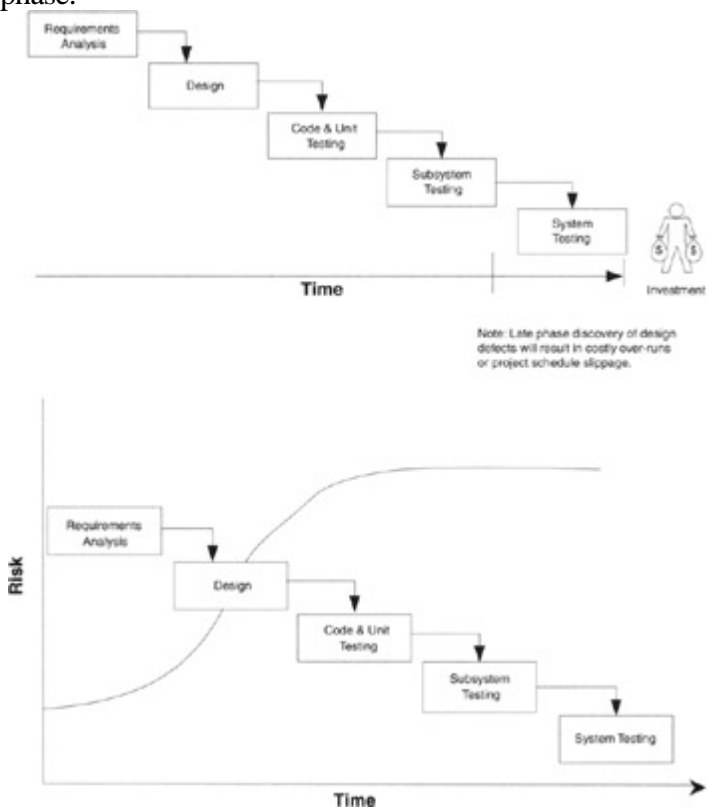 phase.
Requirements
Analysis
Design
Code & Unit
Testing
Subsystem
Testing
System
Testing
$ $
Time
Investment
Note: Late phase discovery of design
defects will result in costly over-runs
or project schedule slippage.
Risk
Requirements
Analysis
Design
Code & Unit
Testing
Subsystem
Testing
System Testing
Time